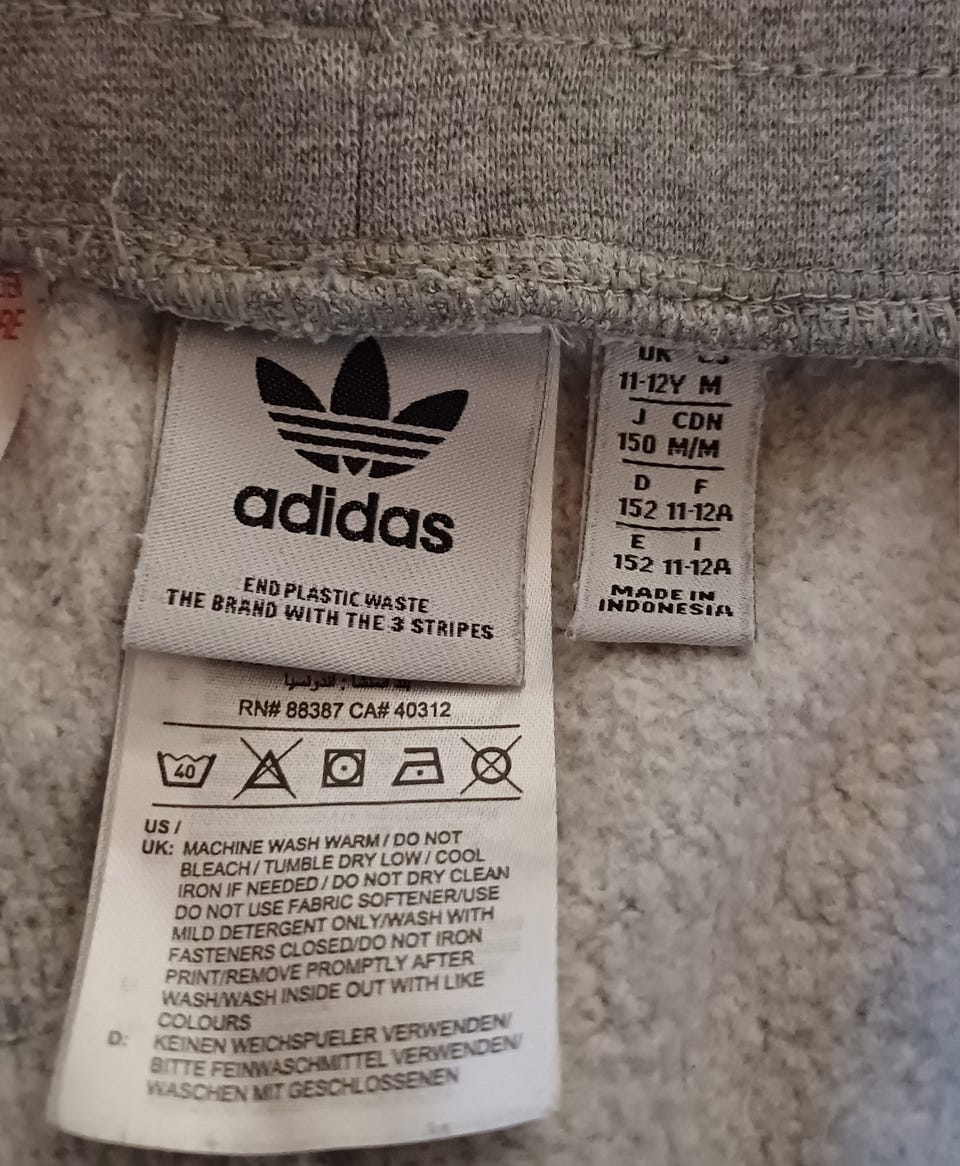 adidas
END PLASTIC WASTE
THE BRAND WITH THE 3 STRIPES
UK US
11-12Y M
J CDN
150 M/M
D F
152 11-12A
E I
152 11-12A
MADE IN
INDONESIA
RN# 88387 CA# 40312
40
US /
UK: MACHINE WASH WARM / DO NOT
BLEACH / TUMBLE DRY LOW / COOL
IRON IF NEEDED / DO NOT DRY CLEAN
DO NOT USE FABRIC SOFTENER/USE
MILD DETERGENT ONLY/WASH WITH
FASTENERS CLOSED/DO NOT IRON
PRINT/REMOVE PROMPTLY AFTER
WASH/WASH INSIDE OUT WITH LIKE
COLOURS
D: KEINEN WEICHSPUELER VERWENDEN/
BITTE FEINWASCHMITTEL VERWENDEN/
WASCHEN MIT GESCHLOSSENEN